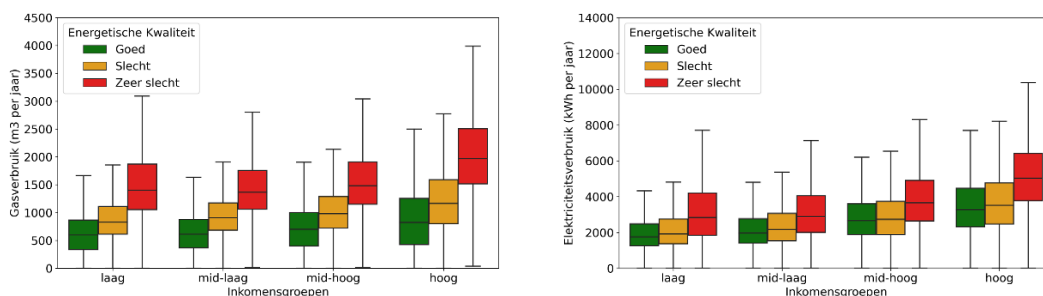 4500
4000
3500
3000
2500
2000
1500
1000
500
0
Gasverbruik (m3 per jaar)
Energetische Kwaliteit
Goed
Slecht
Zeer slecht
laag mid-laag mid-hoog hoog
Inkomensgroepen
14000
12000
10000
8000
6000
4000
2000
0
Elektriciteitsverbruik (kWh per jaar)
Energetische Kwaliteit
Goed
Slecht
Zeer slecht
laag mid-laag mid-hoog hoog
Inkomensgroepen